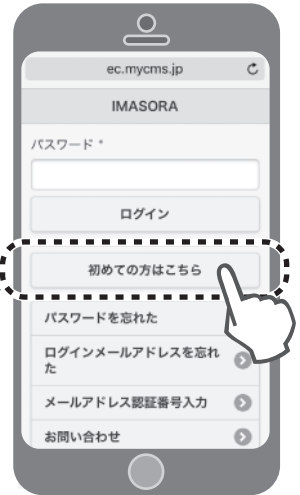 ec.mycms.jp
IMASORA
パスワード *
ログイン
初めての方はこちら
パスワードを忘れた
ログインメールアドレスを忘れ
た
メールアドレス認証番号入力
お問い合わせ